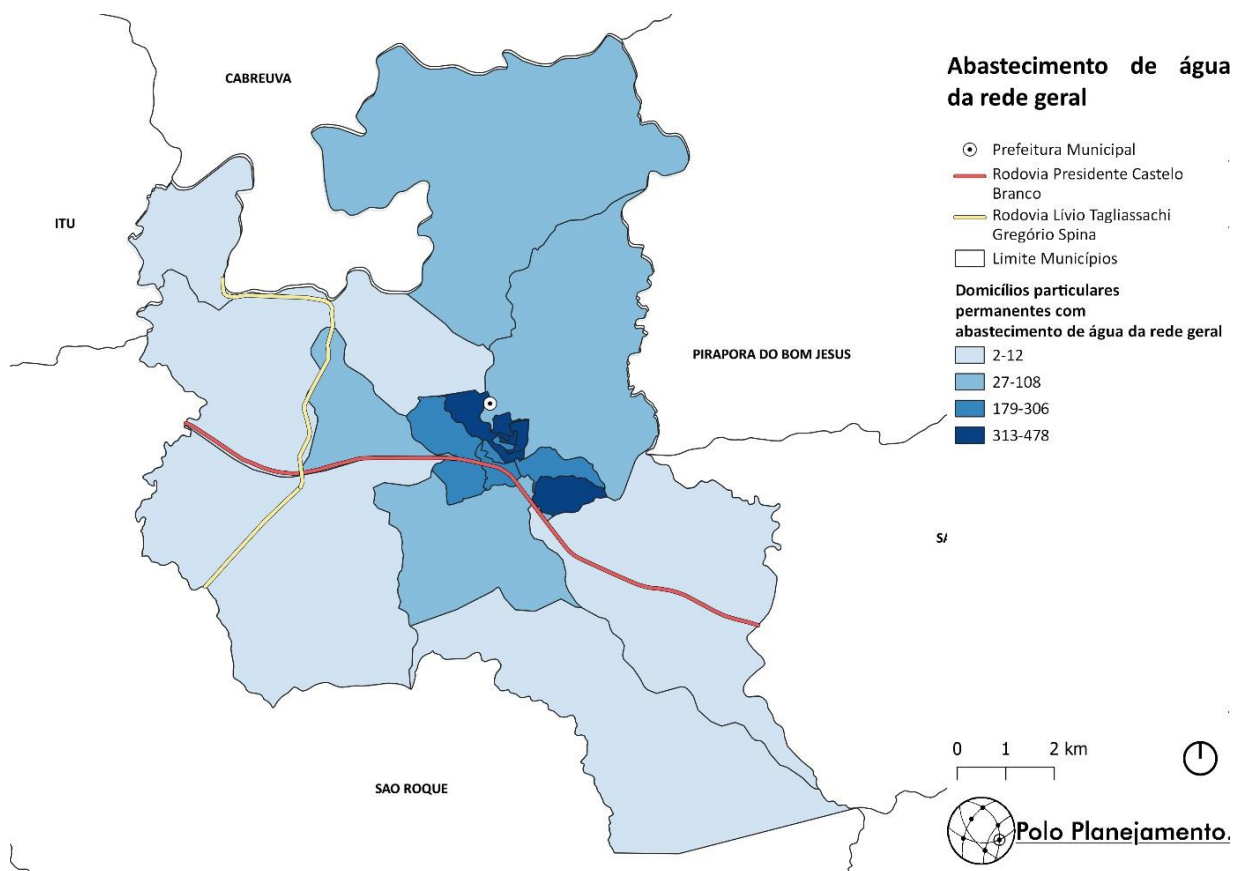 CABREUVA
ITU
PIRAPORA DO BOM JESUS
SAO ROQUE
Abastecimento de água
da rede geral
Prefeitura Municipal
Rodovia Presidente Castelo
Branco
Rodovia Lívio Tagliassachi
Gregório Spina
Limite Municípios
Domicílios particulares
permanentes com
abastecimento de água da rede geral
2-12
27-108
179-306
313-478
0 1 2 km
Polo Planejamento.